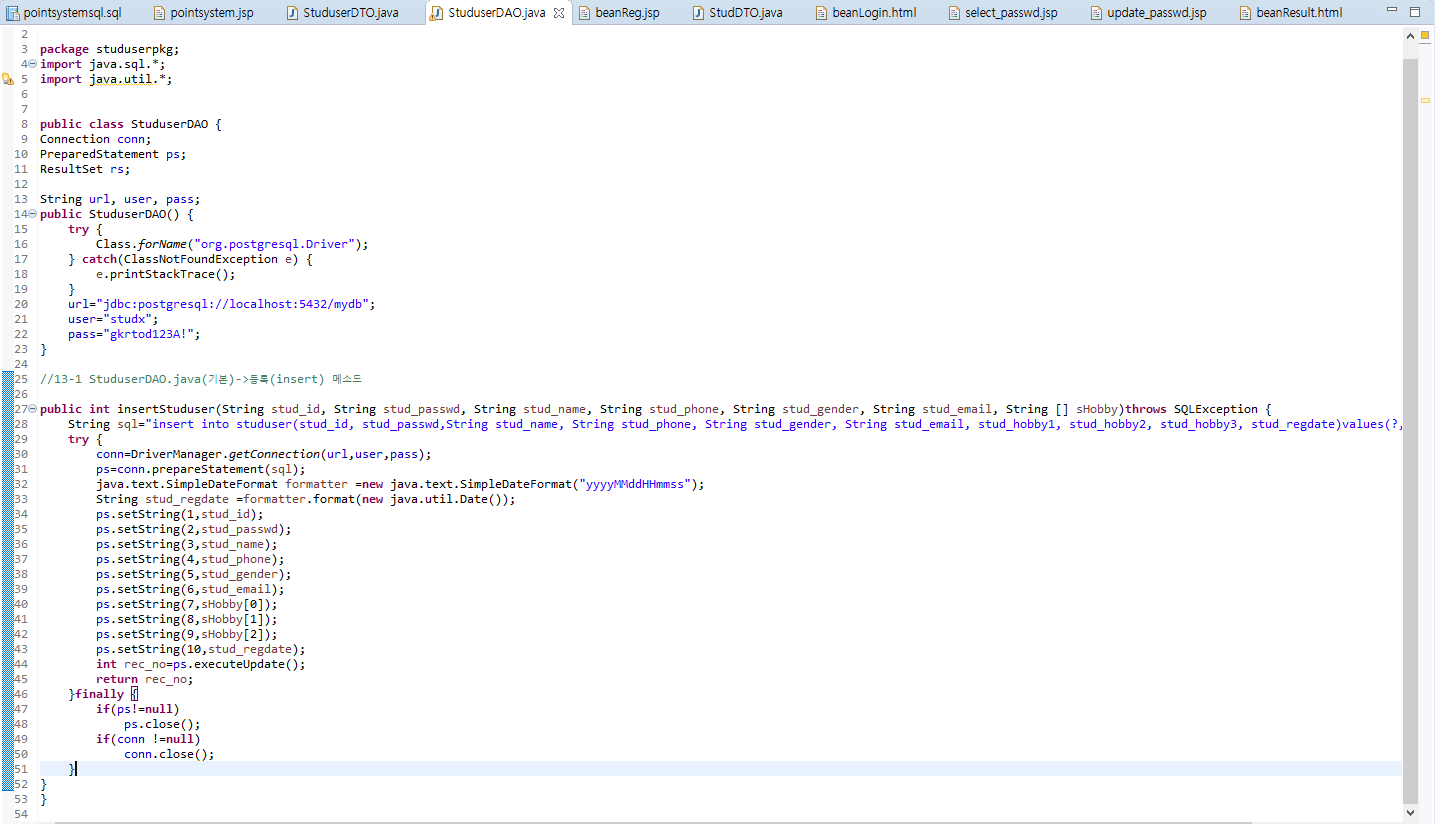 pointsystemsql.sql pointsystem.jsp StuduserDTO.java StuduserDAO.java beanReg.jsp StudDTO.java beanLogin.html select_passwd.jsp update_passwd.jsp beanResult.html
2
3 package studuserpkg;
4 import java.sql.*;
5 import java.util.*;
6
7
8 public class StuduserDAO {
9 Connection conn;
10 PreparedStatement ps;
11 ResultSet rs;
12
13 String url, user, pass;
14 public StuduserDAO() {
15 try {
16 Class.forName("org.postgresql.Driver");
17 } catch(ClassNotFoundException e) {
18 e.printStackTrace();
19 }
20 url="jdbc:postgresql://localhost:5432/mydb";
21 user="studx";
22 pass="gkrtod123A!";
23 }
24
25 //13-1 StuduserDAO.java(기본)->등록(insert) 메소드
26
27 public int insertStuduser(String stud_id, String stud_passwd, String stud_name, String stud_phone, String stud_gender, String stud_email, String [] sHobby)throws SQLException {
28 String sql="insert into studuser(stud_id, stud_passwd,String stud_name, String stud_phone, String stud_gender, String stud_email, stud_hobby1, stud_hobby2, stud_hobby3, stud_regdate)values(?,
29 try {
30 conn=DriverManager.getConnection(url,user,pass);
31 ps=conn.prepareStatement(sql);
32 java.text.SimpleDateFormat formatter =new java.text.SimpleDateFormat("yyyyMMddHHmmss");
33 String stud_regdate =formatter.format(new java.util.Date());
34 ps.setString(1,stud_id);
35 ps.setString(2,stud_passwd);
36 ps.setString(3,stud_name);
37 ps.setString(4,stud_phone);
38 ps.setString(5,stud_gender);
39 ps.setString(6,stud_email);
40 ps.setString(7,sHobby[0]);
41 ps.setString(8,sHobby[1]);
42 ps.setString(9,sHobby[2]);
43 ps.setString(10,stud_regdate);
44 int rec_no=ps.executeUpdate();
45 return rec_no;
46 }finally {
47 if(ps!=null)
48 ps.close();
49 if(conn !=null)
50 conn.close();
51 }
52 }
53 }
54